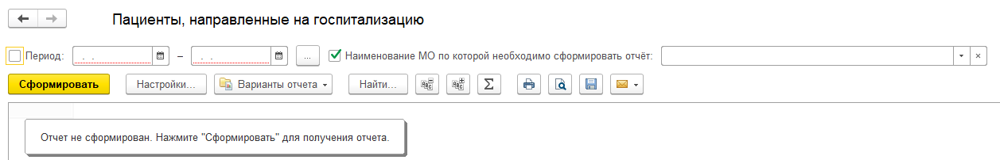 Пациенты, направленные на госпитализацию
Период: . . – . . ... Наименование МО по которой необходимо сформировать отчёт:
Сформировать Настройки... Варианты отчета Найти...
Отчет не сформирован. Нажмите "Сформировать" для получения отчета.